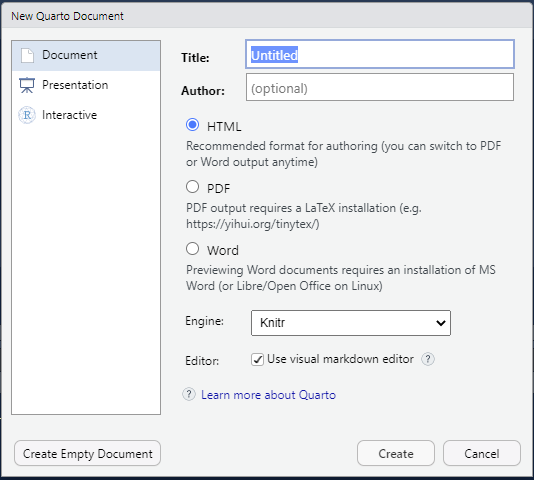 New Quarto Document
Document
Presentation
Interactive
Title: Untitled
Author: (optional)
HTML
Recommended format for authoring (you can switch to PDF
or Word output anytime)
PDF
PDF output requires a LaTeX installation (e.g.
https://yihui.org/tinytex/)
Word
Previewing Word documents requires an installation of MS
Word (or Libre/Open Office on Linux)
Engine: Knitr
Editor: Use visual markdown editor ?
? Learn more about Quarto
Create Empty Document Create Cancel